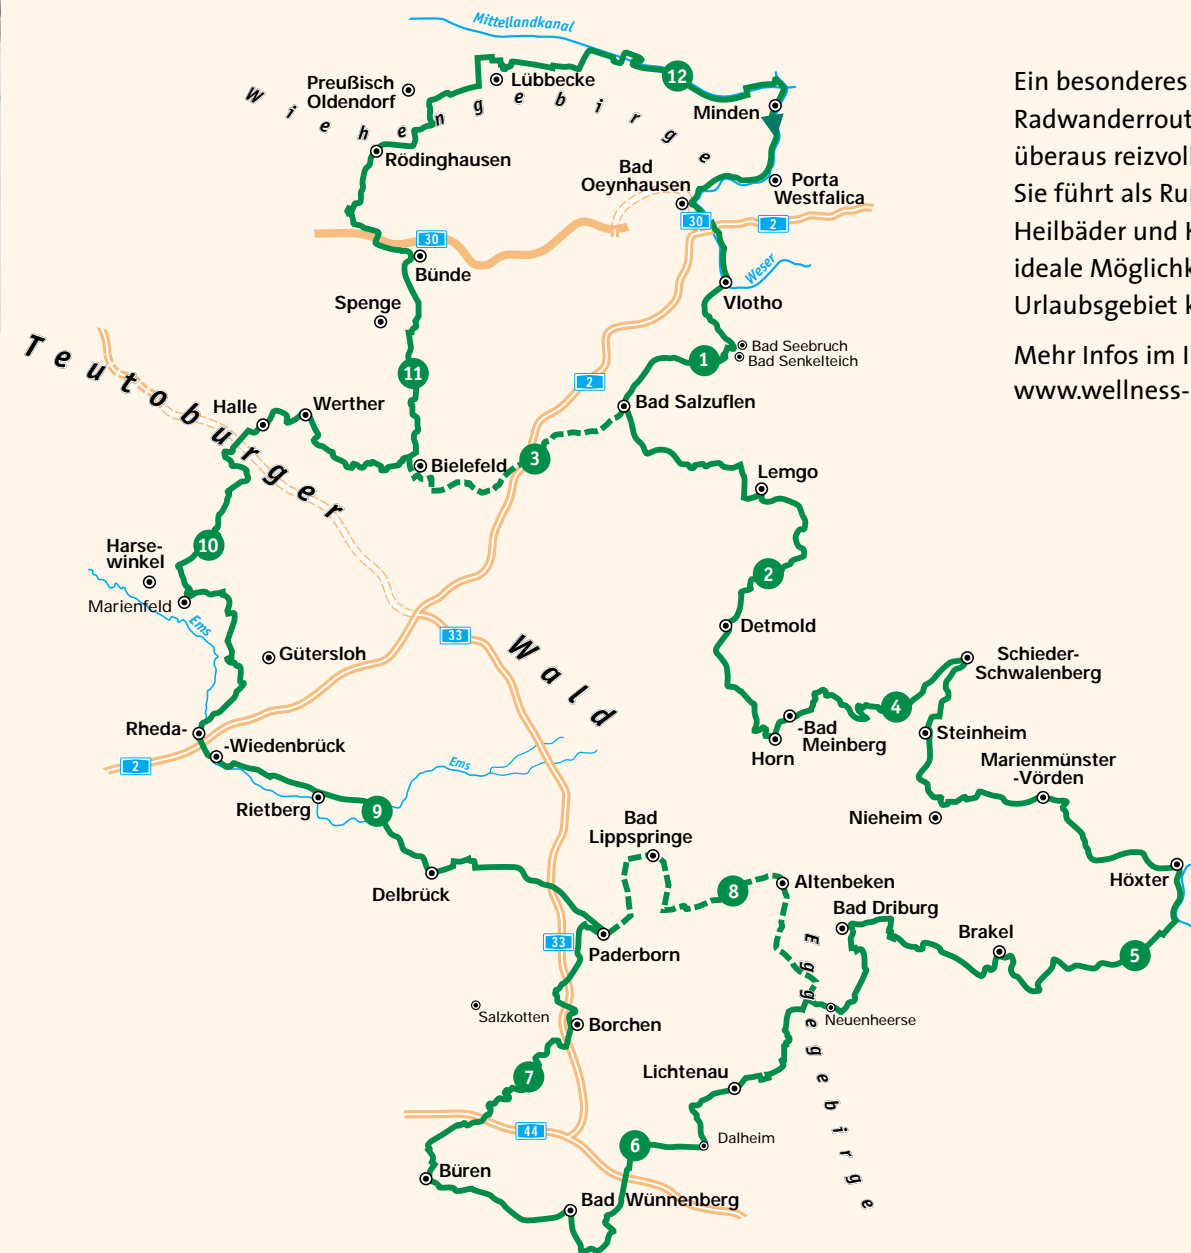 Mittellandkanal
12
Preußisch
Oldendorf
Lübbecke
Wiehengebirge
Minden
Rödinghausen
Bad
Oeynhausen
Porta
Westfalica
30
2
30
Bünde
Weser
Vlotho
Spenge
Bad Seebruch
Bad Senkelteich
1
11
2
Teutoburger
Halle
Werther
Bad Salzuflen
Bielefeld
3
Lemgo
10
Harse-
winkel
Marienfeld
Ems
2
Detmold
33
Gütersloh
Wald
Schieder-
Schwalenberg
4
Rheda-
-Wiedenbrück
-Bad
Meinberg
Horn
Steinheim
2
Ems
Marienmünster
-Vörden
Rietberg
9
Nieheim
Bad
Lippspringe
Delbrück
8
Altenbeken
Höxter
Bad Driburg
Brakel
33
Paderborn
5
Eggegebirge
Salzkotten
Borchen
Neuenheerse
7
Lichtenau
44
6
Dalheim
Büren
Bad Wünnenberg
Ein besonderes
Radwanderrout
überaus reizvoll
Sie führt als Ru
Heilbäder und K
ideale Möglichk
Urlaubsgebiet k
Mehr Infos im I
www.wellness-